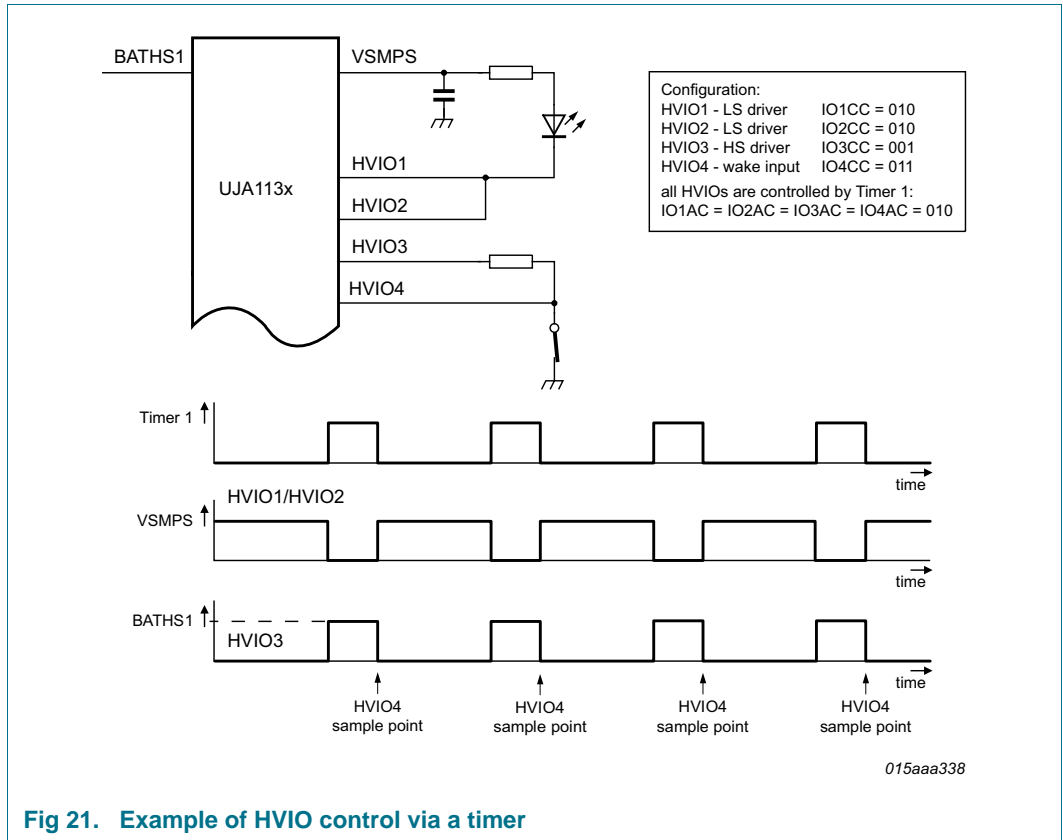 BATHS1
VSMPS
UJA113x
HVIO1
HVIO2
HVIO3
HVIO4
Configuration:
HVIO1 - LS driver IO1CC = 010
HVIO2 - LS driver IO2CC = 010
HVIO3 - HS driver IO3CC = 001
HVIO4 - wake input IO4CC = 011
all HVIOs are controlled by Timer 1:
IO1AC = IO2AC = IO3AC = IO4AC = 010
Timer 1
time
HVIO1/HVIO2
VSMPS
time
BATHS1
HVIO3
time
HVIO4
sample point
HVIO4
sample point
HVIO4
sample point
HVIO4
sample point
015aaa338
Fig 21. Example of HVIO control via a timer